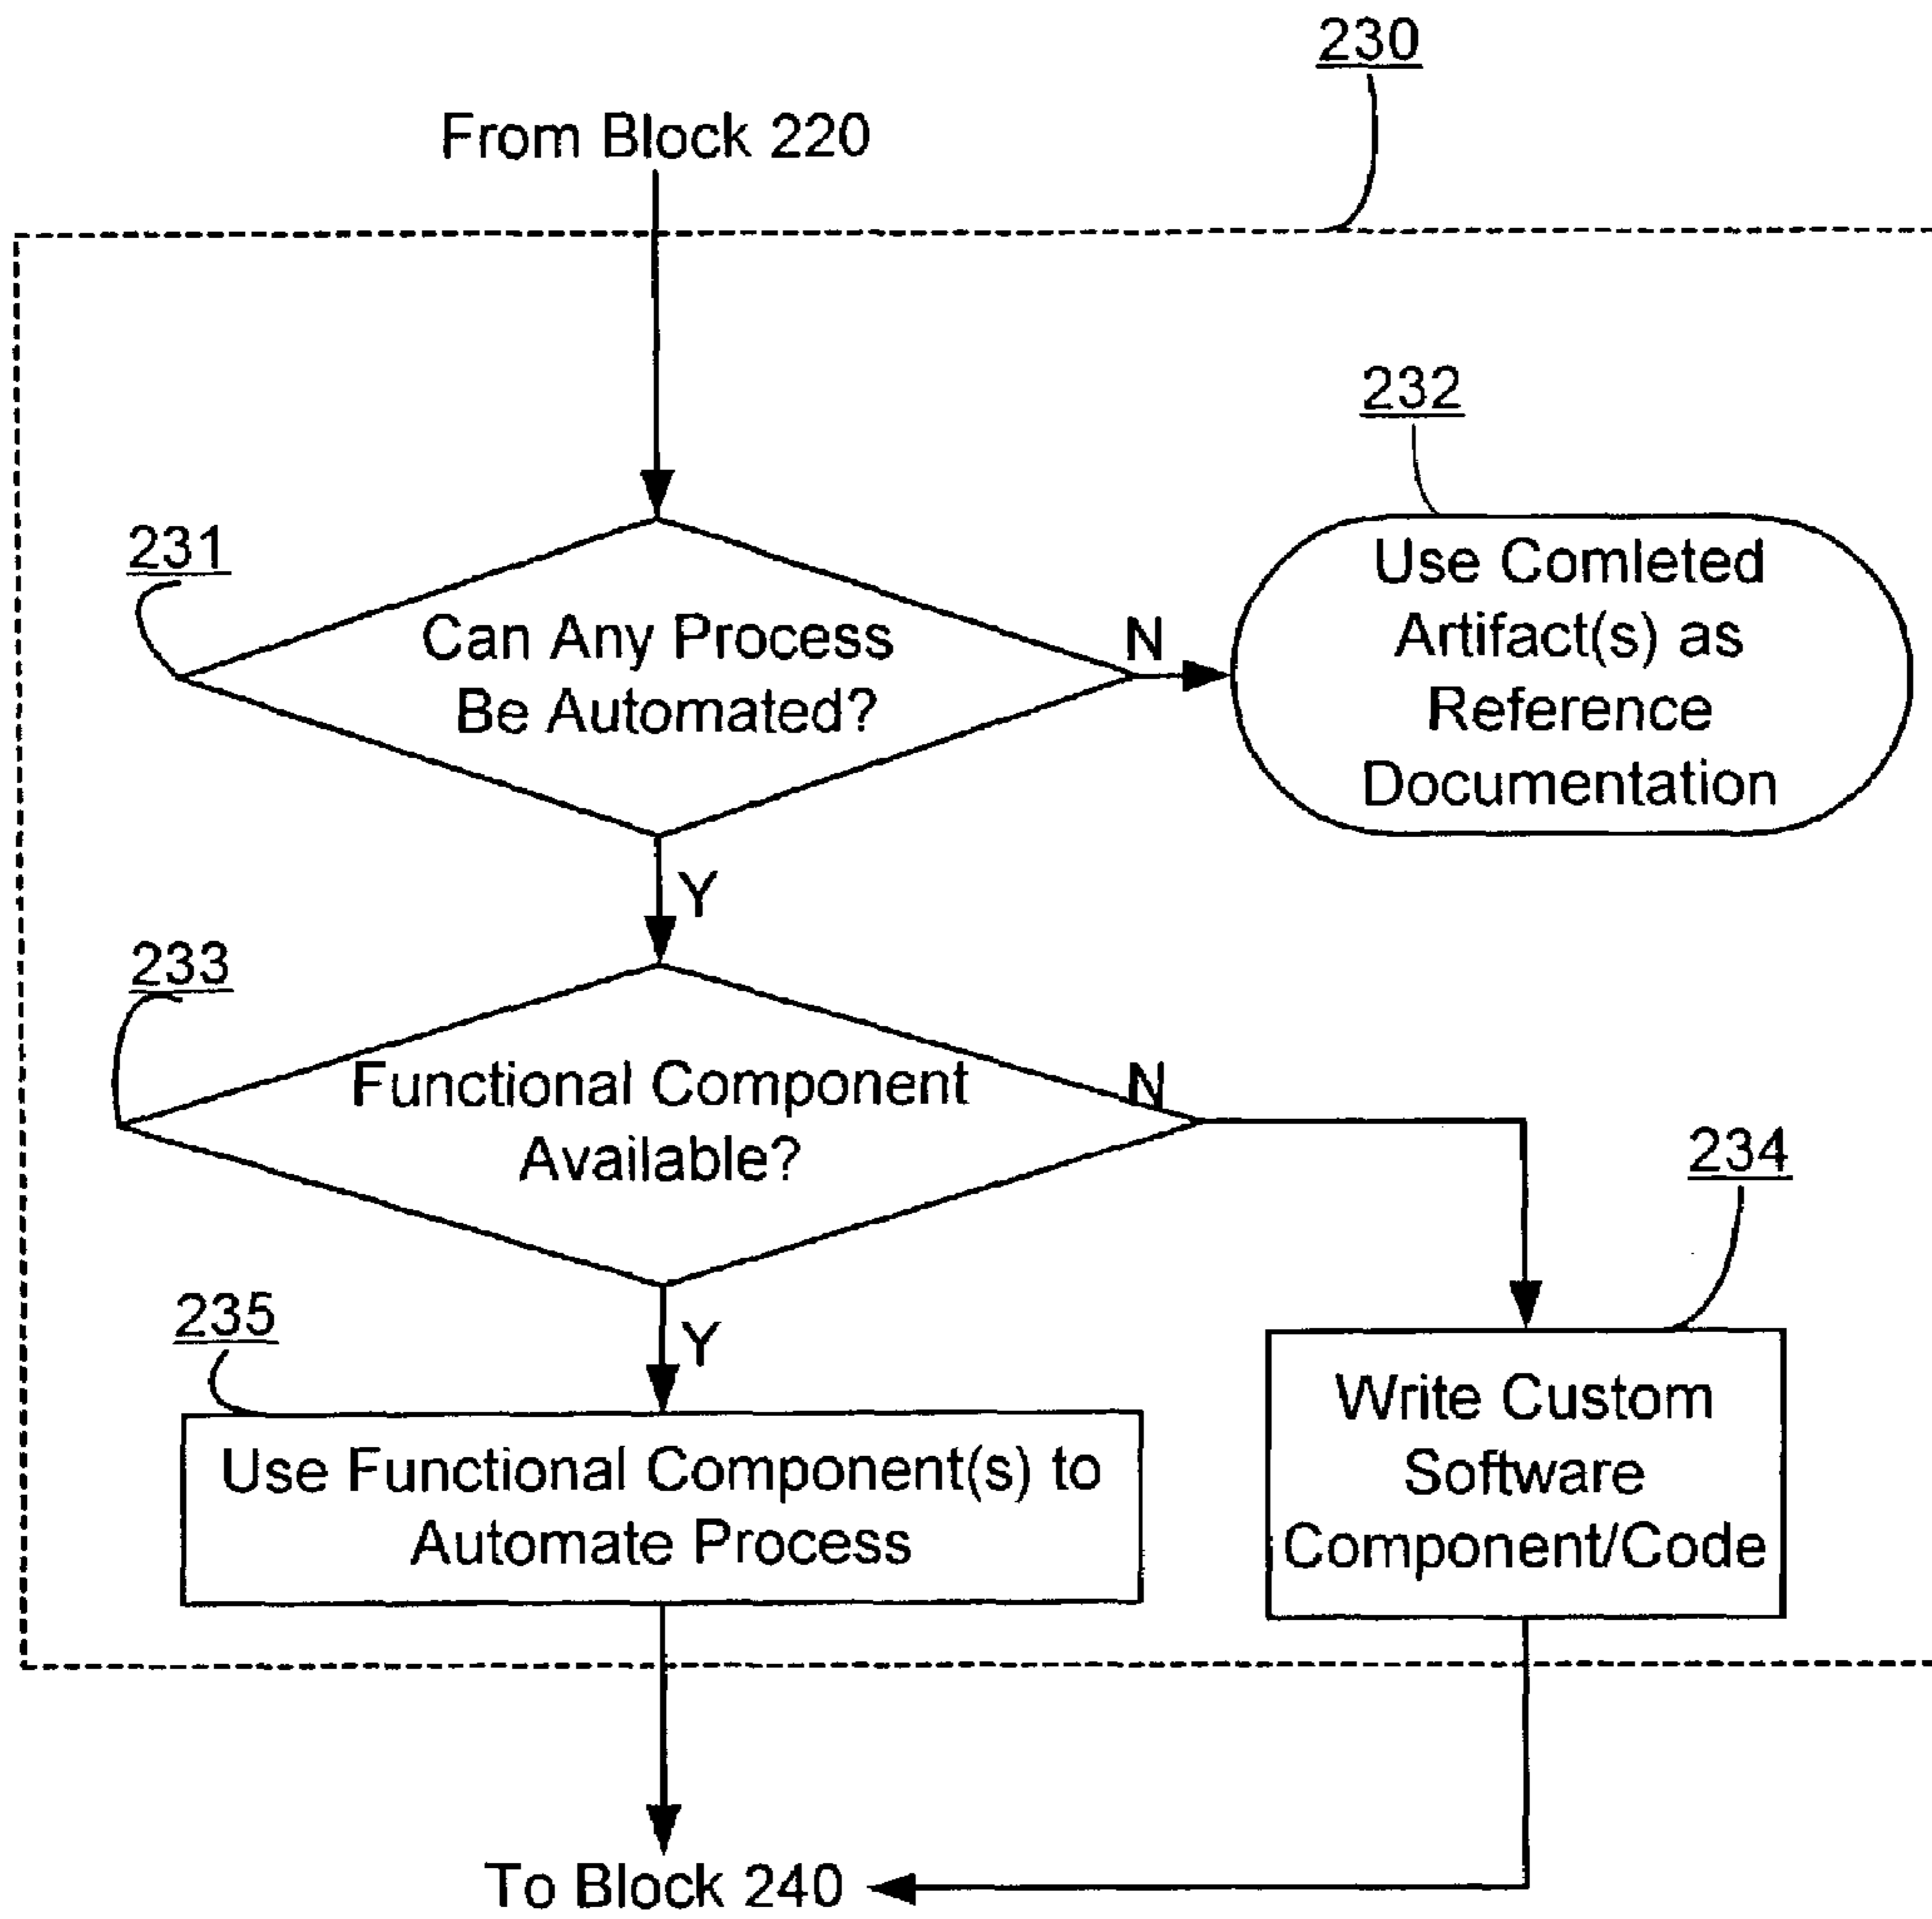 230
From Block 220
232
231
Use Comleted
Artifact(s) as
Reference
Documentation
Can Any Process
Be Automated?
N
Y
233
Functional Component
Available?
N
234
235
Y
Use Functional Component(s) to
Automate Process
Write Custom
Software
Component/Code
To Block 240